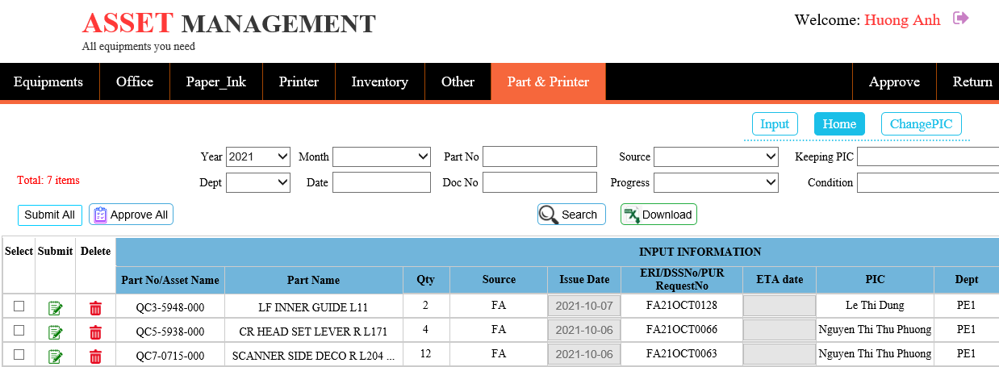 ASSET MANAGEMENT
All equipments you need
Welcome: Huong Anh
Equipments Office Paper_Ink Printer Inventory Other Part & Printer Approve Return
Input Home ChangePIC
Year 2021 Month Part No Source Keeping PIC
Total: 7 items
Dept Date Doc No Progress Condition
Submit All Approve All Search Download
Select Submit Delete INPUT INFORMATION
Part No/Asset Name Part Name Qty Source Issue Date ERI/DSSNo/PUR RequestNo ETA date PIC Dept
QC3-5948-000 LF INNER GUIDE L11 2 FA 2021-10-07 FA21OCT0128 Le Thi Dung PE1
QC5-5938-000 CR HEAD SET LEVER R L171 4 FA 2021-10-06 FA21OCT0066 Nguyen Thi Thu Phuong PE1
QC7-0715-000 SCANNER SIDE DECO R L204 ... 12 FA 2021-10-06 FA21OCT0063 Nguyen Thi Thu Phuong PE1